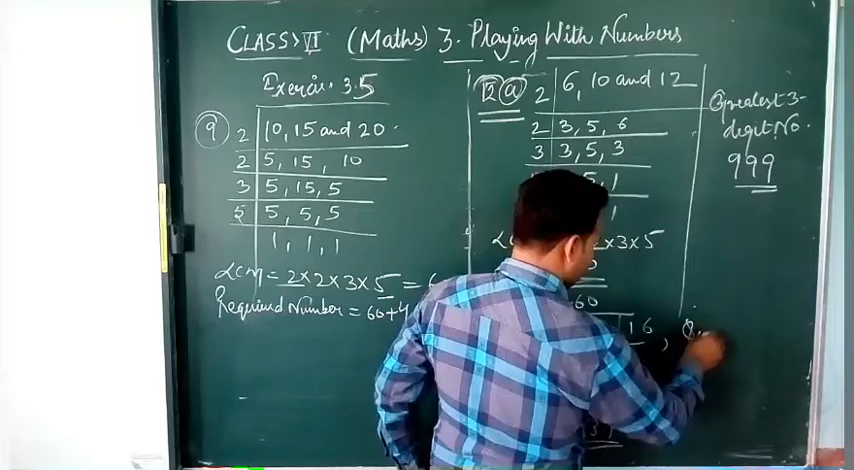 CLASS>VI (Maths) 3. Playing With Numbers
Exercise 3.5
9
2 | 10, 15 and 20.
2 | 5, 15, 10
3 | 5, 15, 5
5 | 5, 5, 5
1, 1, 1
LCM = 2×2×3×5 =
Required Number = 60+
12 a
2 | 6, 10 and 12
2 | 3, 5, 6
3 | 3, 5, 3
5, 1
1
×3×5
60
16
,
Greatest 3-
digit No.
999